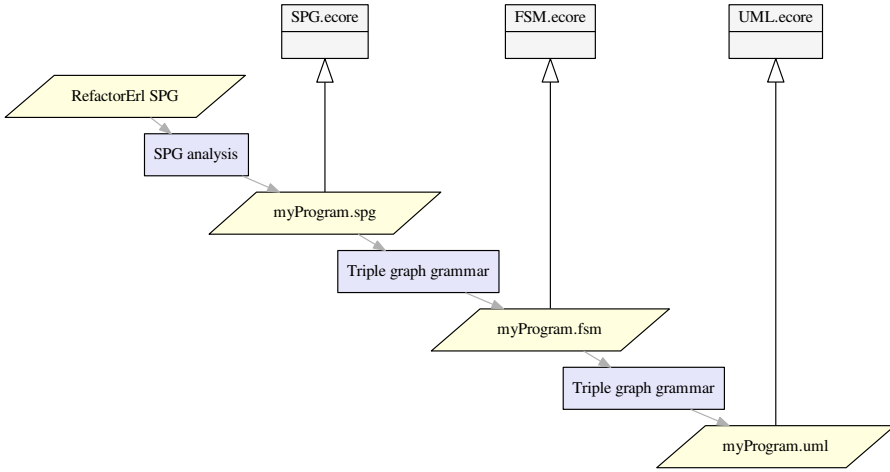 SPG.ecore
FSM.ecore
UML.ecore
RefactorErl SPG
SPG analysis
myProgram.spg
Triple graph grammar
myProgram.fsm
Triple graph grammar
myProgram.uml